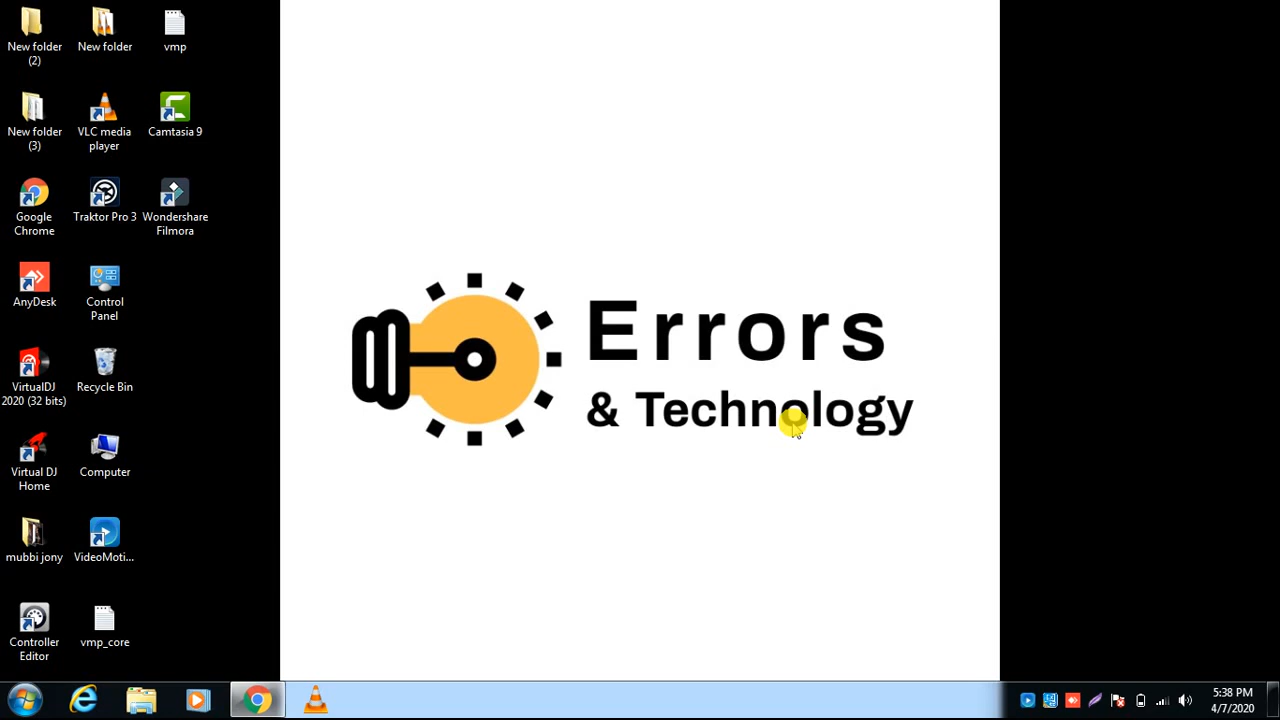 New folder
(2)
New folder
vmp
New folder
(3)
VLC media
player
Camtasia 9
Google
Chrome
Traktor Pro 3
Wondershare
Filmora
AnyDesk
Control
Panel
VirtualDJ
2020 (32 bits)
Recycle Bin
Virtual DJ
Home
Computer
mubbi jony
VideoMoti...
Controller
Editor
vmp_core
Errors
& Technology
5:38 PM
4/7/2020